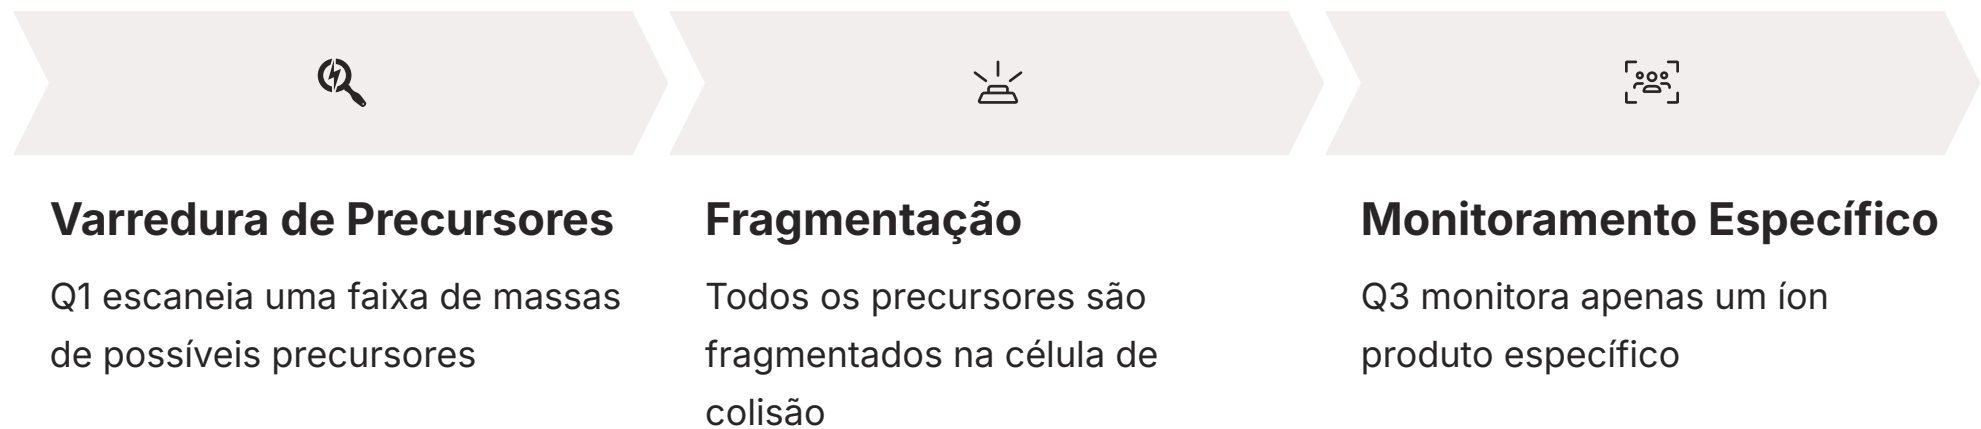 Varredura de Precursores
Q1 escaneia uma faixa de massas
de possíveis precursores
Fragmentação
Todos os precursores são
fragmentados na célula de
colisão
Monitoramento Específico
Q3 monitora apenas um íon
produto específico